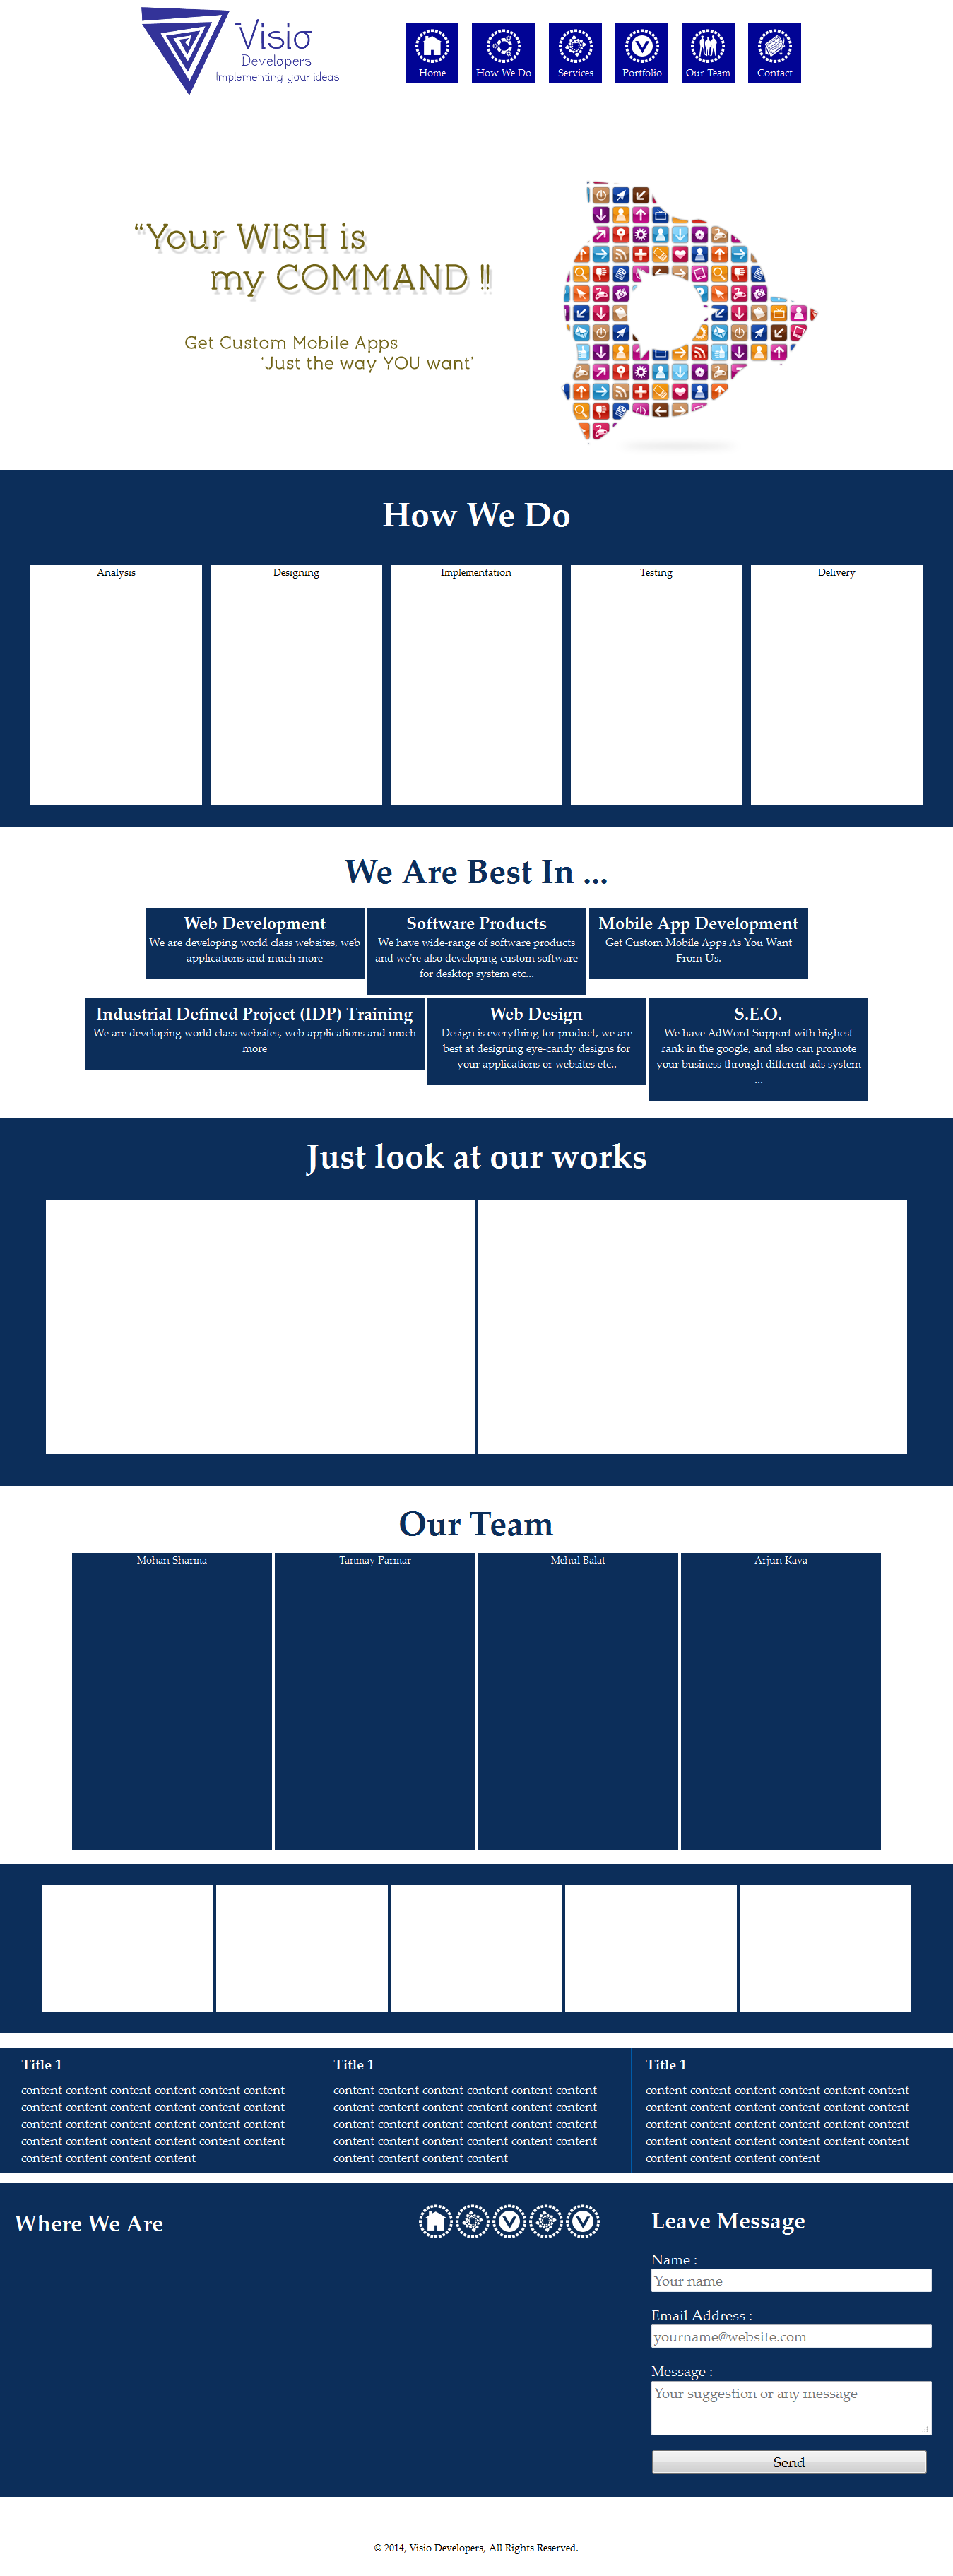 Visio
Developers
Implementing your ideas
Home
How We Do
Services
Portfolio
Our Team
Contact
“Your WISH is
my COMMAND !!
Get Custom Mobile Apps
'Just the way YOU want'
How We Do
Analysis
Designing
Implementation
Testing
Delivery
We Are Best In ...
Web Development
We are developing world class websites, web
applications and much more
Software Products
We have wide-range of software products
and we're also developing custom software
for desktop system etc...
Mobile App Development
Get Custom Mobile Apps As You Want
From Us.
Industrial Defined Project (IDP) Training
We are developing world class websites, web applications and much
more
Web Design
Design is everything for product, we are
best at designing eye-candy designs for
your applications or websites etc..
S.E.O.
We have AdWord Support with highest
rank in the google, and also can promote
your business through different ads system
...
Just look at our works
Our Team
Mohan Sharma
Tanmay Parmar
Mehul Balat
Arjun Kava
Title 1
content content content content content content
content content content content content content
content content content content content content
content content content content content content
content content content content
Title 1
content content content content content content
content content content content content content
content content content content content content
content content content content content content
content content content content
Title 1
content content content content content content
content content content content content content
content content content content content content
content content content content content content
content content content content
Where We Are
Leave Message
Name :
Your name
Email Address :
yourname@website.com
Message :
Your suggestion or any message
Send
© 2014, Visio Developers, All Rights Reserved.